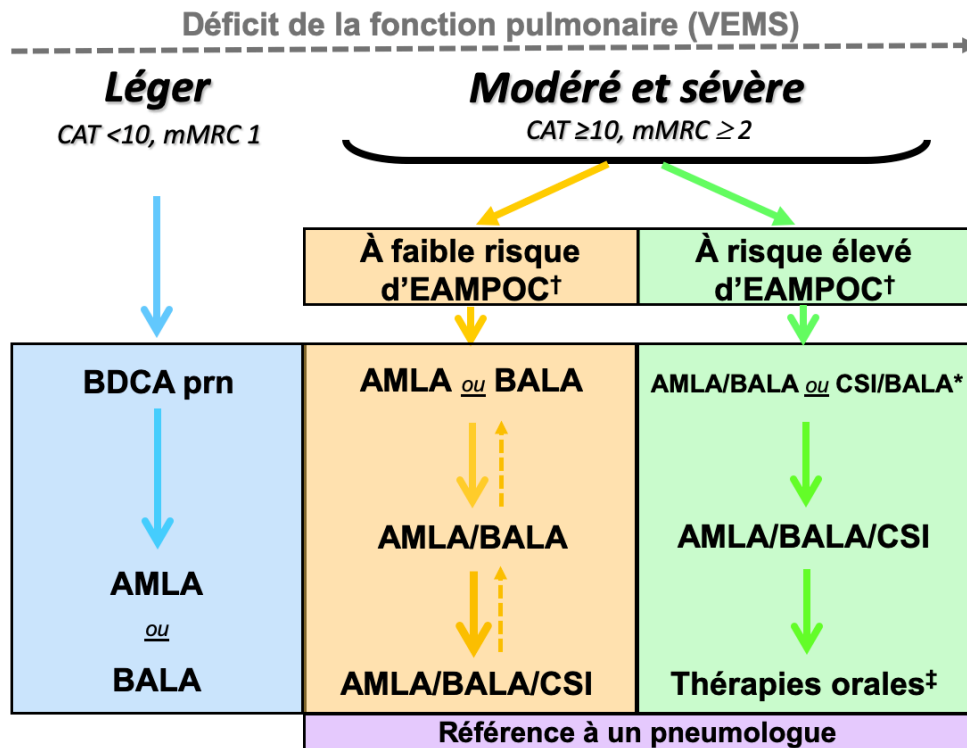 Déficit de la fonction pulmonaire (VEMS)
Léger
CAT <10, mMRC 1
Modéré et sévère
CAT ≥10, mMRC ≥ 2
À faible risque
d'EAMPOC†
À risque élevé
d'EAMPOC†
BDCA prn
AMLA
ou
BALA
AMLA ou BALA
AMLA/BALA
AMLA/BALA/CSI
AMLA/BALA ou CSI/BALA*
AMLA/BALA/CSI
Thérapies orales‡
Référence à un pneumologue